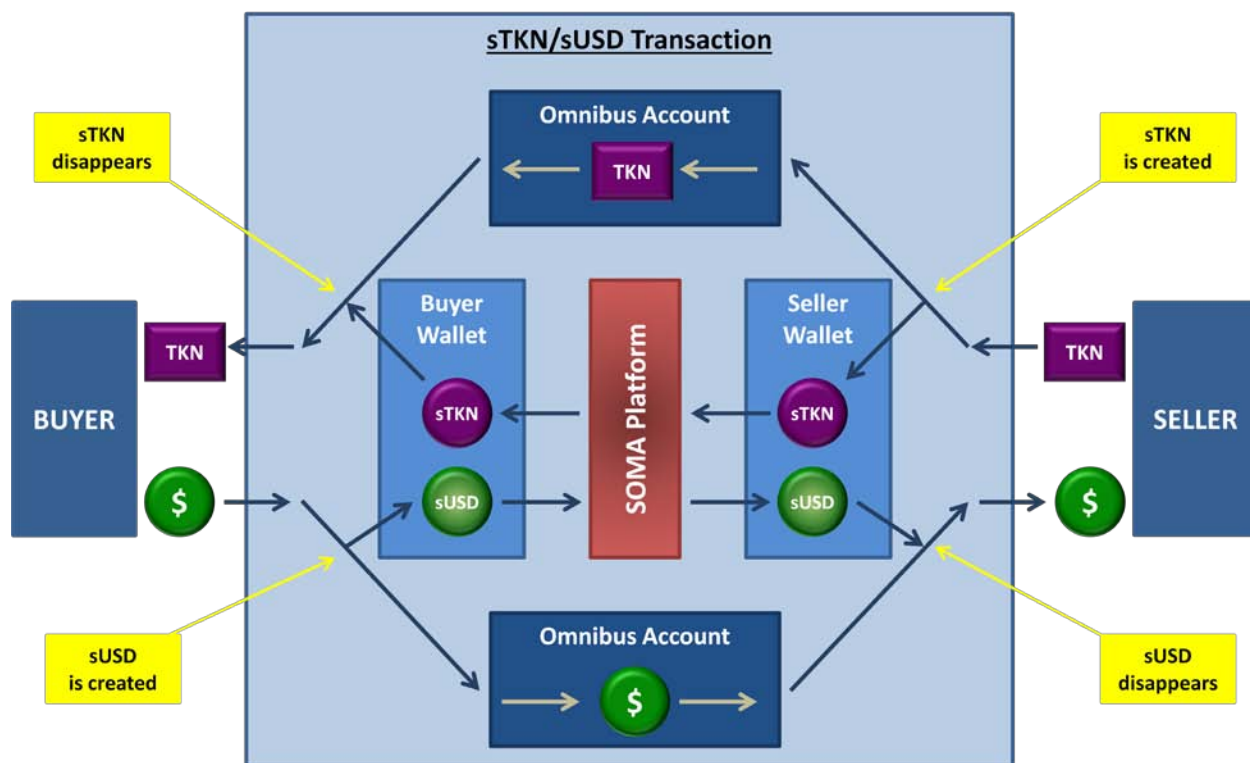 sTKN/sUSD Transaction
Omnibus Account
TKN
sTKN
disappears
sTKN
is created
Buyer
Wallet
SOMA Platform
Seller
Wallet
BUYER
TKN
sTKN
sTKN
TKN
SELLER
$
sUSD
sUSD
$
sUSD
is created
Omnibus Account
$
sUSD
disappears